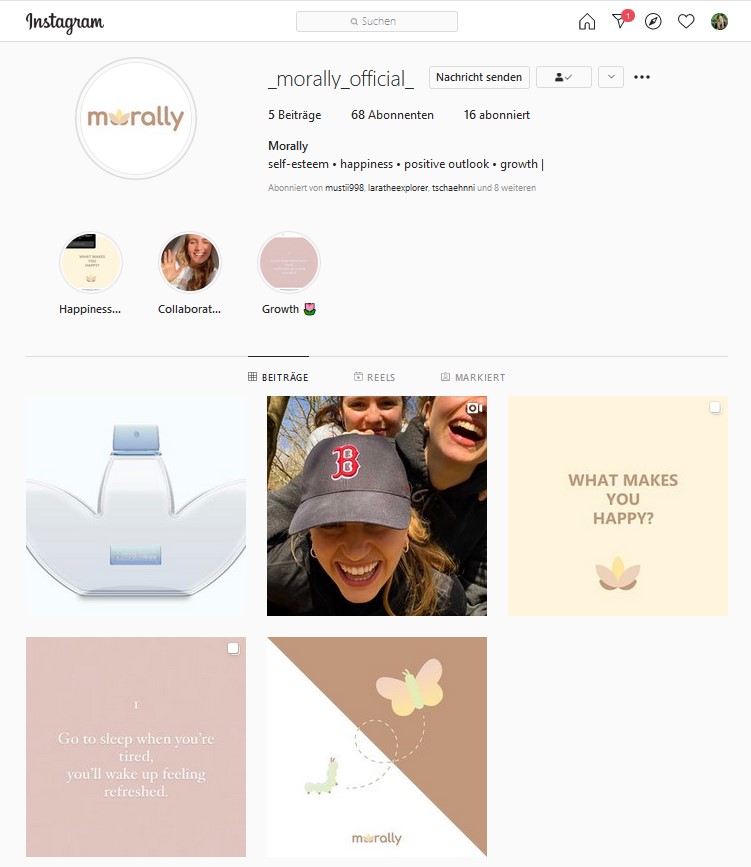 Instagram
Suchen
1
morally
_morally_official_
Nachricht senden
5 Beiträge 68 Abonnenten 16 abonniert
Morally
self-esteem • happiness • positive outlook • growth |
Abonniert von mustii998, laratheexplorer, tschaehnni und 8 weiteren
WHAT MAKES
YOU
HAPPY?
Happiness... Collaborat... Growth
BEITRÄGE REELS MARKIERT
B
WHAT MAKES
YOU
HAPPY?
1
Go to sleep when you're
tired,
you'll wake up feeling
refreshed.
morally